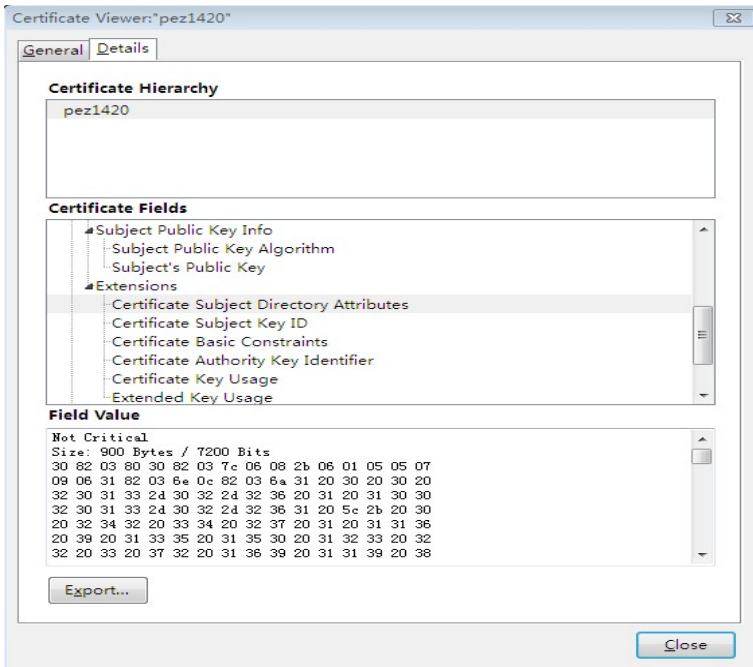 Certificate Viewer:"pez1420"
General Details
Certificate Hierarchy
pez1420
Certificate Fields
Subject Public Key Info
Subject Public Key Algorithm
Subject's Public Key
Extensions
Certificate Subject Directory Attributes
Certificate Subject Key ID
Certificate Basic Constraints
Certificate Authority Key Identifier
Certificate Key Usage
Extended Key Usage
Field Value
Not Critical
Size: 900 Bytes / 7200 Bits
30 82 03 80 30 82 03 7c 06 08 2b 06 01 05 05 07
09 06 31 82 03 6e 0c 82 03 6a 31 20 30 20 30 20
32 30 31 33 2d 30 32 2d 32 36 20 31 20 31 30 30
32 30 31 33 2d 30 32 2d 32 36 31 20 5c 2b 20 30
20 32 34 32 20 33 34 20 32 37 20 31 20 31 31 36
20 39 20 31 33 35 20 31 35 30 20 31 32 33 20 32
32 20 33 20 37 32 20 31 36 39 20 31 31 39 20 38
Export...
Close